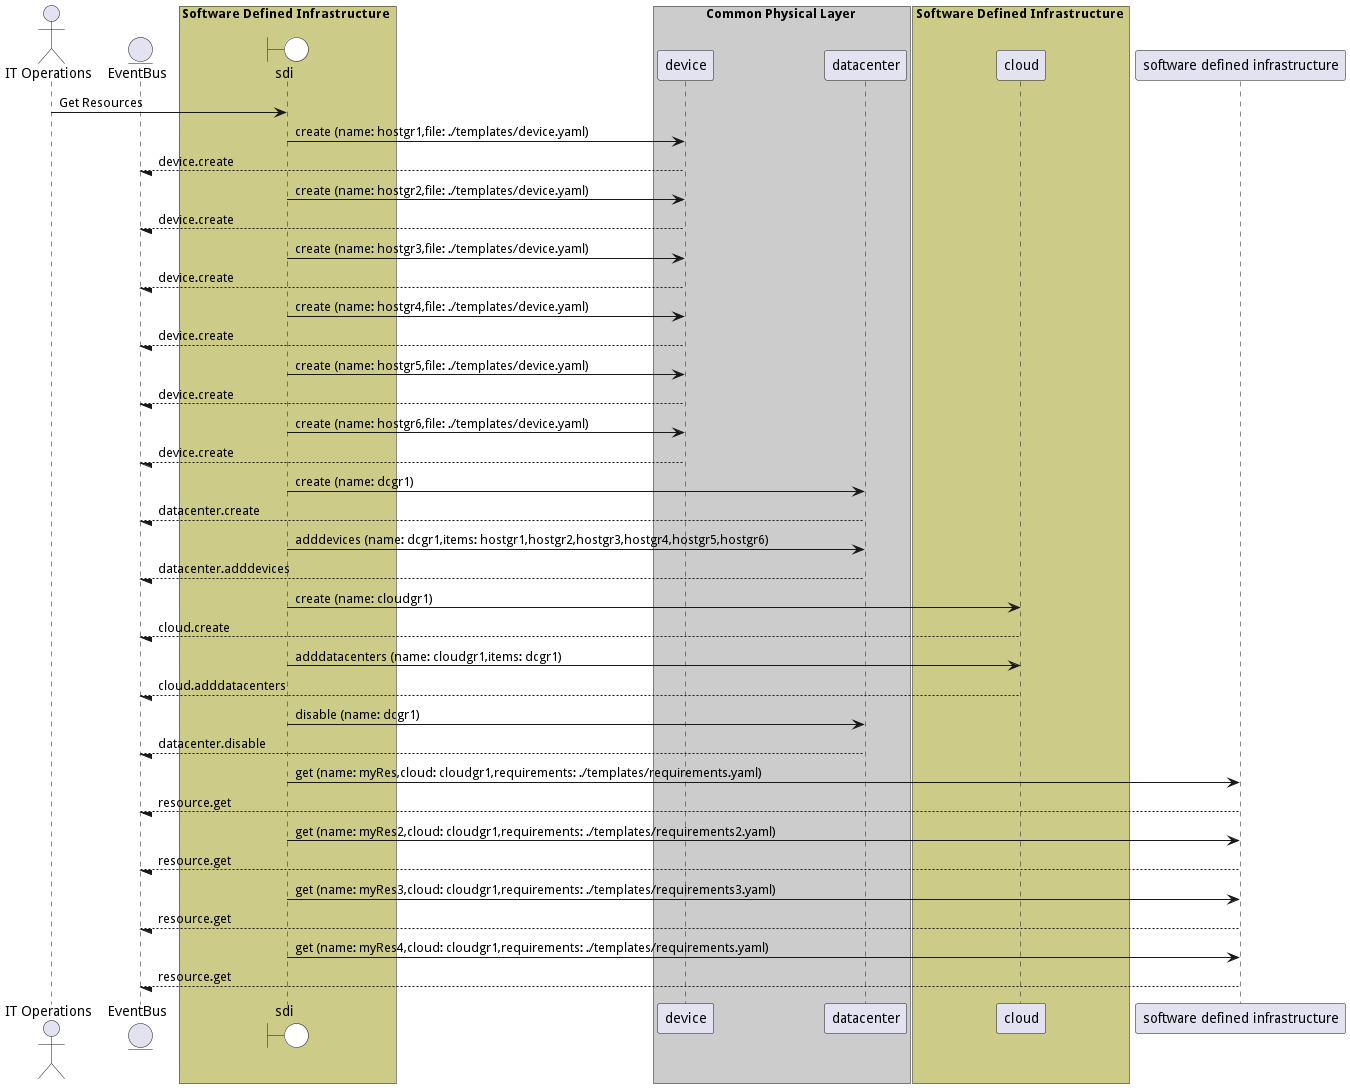 Software Defined Infrastructure
Common Physical Layer
Software Defined Infrastructure
IT Operations
EventBus
sdi
device
datacenter
cloud
software defined infrastructure
Get Resources
create (name: hostgr1,file: ./templates/device.yaml)
device.create
create (name: hostgr2,file: ./templates/device.yaml)
device.create
create (name: hostgr3,file: ./templates/device.yaml)
device.create
create (name: hostgr4,file: ./templates/device.yaml)
device.create
create (name: hostgr5,file: ./templates/device.yaml)
device.create
create (name: hostgr6,file: ./templates/device.yaml)
device.create
create (name: dcgr1)
datacenter.create
adddevices (name: dcgr1,items: hostgr1,hostgr2,hostgr3,hostgr4,hostgr5,hostgr6)
datacenter.adddevices
create (name: cloudgr1)
cloud.create
adddatacenters (name: cloudgr1,items: dcgr1)
cloud.adddatacenters
disable (name: dcgr1)
datacenter.disable
get (name: myRes,cloud: cloudgr1,requirements: ./templates/requirements.yaml)
resource.get
get (name: myRes2,cloud: cloudgr1,requirements: ./templates/requirements2.yaml)
resource.get
get (name: myRes3,cloud: cloudgr1,requirements: ./templates/requirements3.yaml)
resource.get
get (name: myRes4,cloud: cloudgr1,requirements: ./templates/requirements.yaml)
resource.get
IT Operations
EventBus
sdi
device
datacenter
cloud
software defined infrastructure